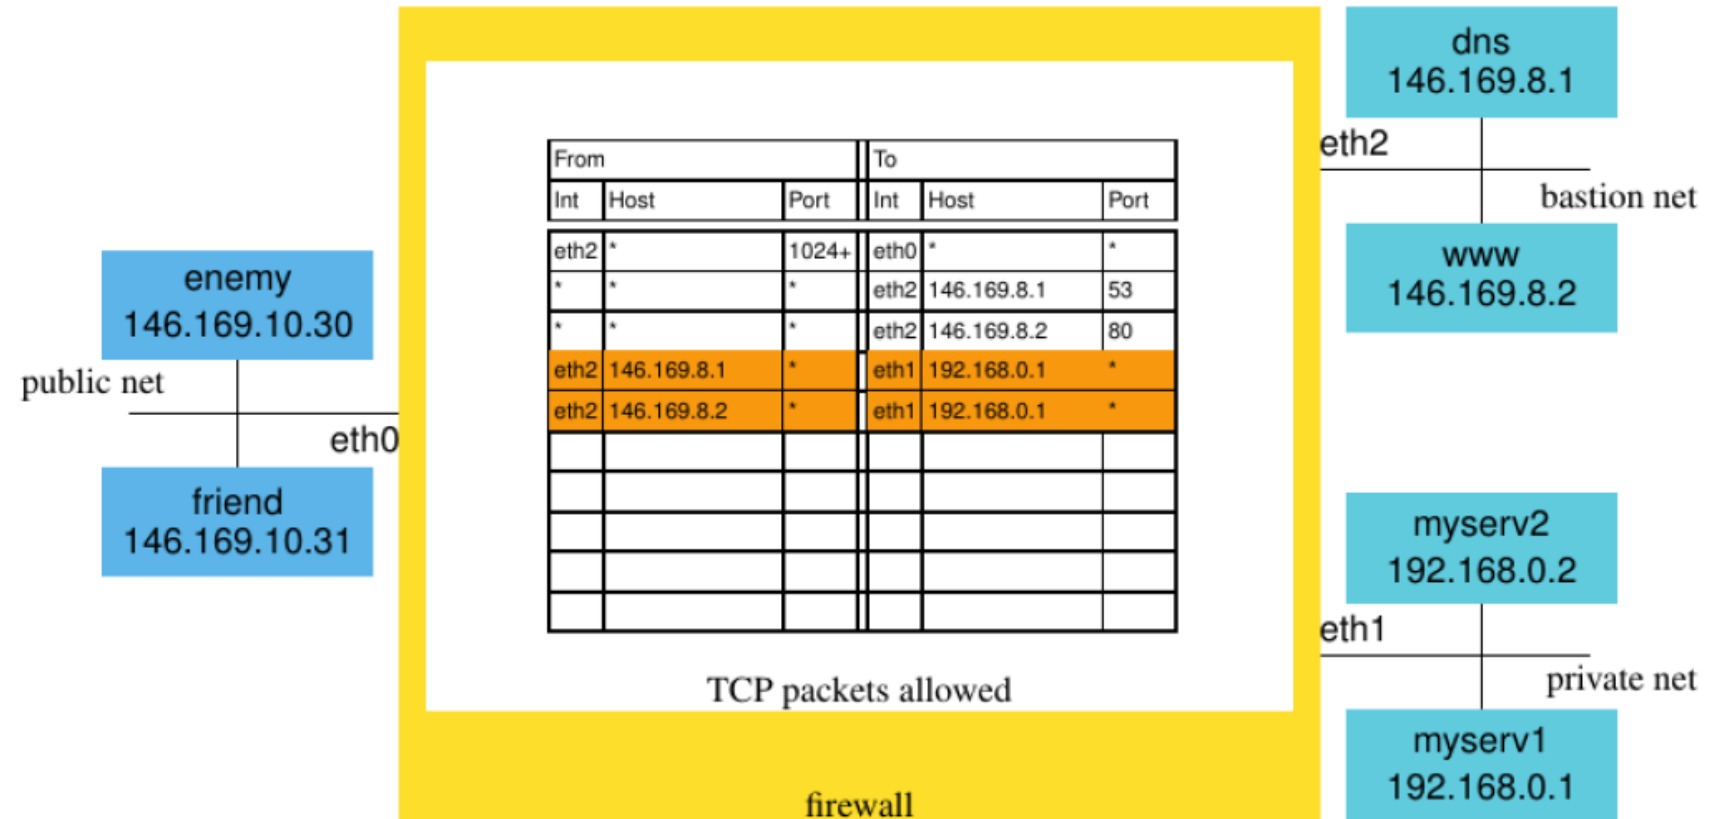 dns
146.169.8.1
eth2
bastion net
www
146.169.8.2
enemy
146.169.10.30
public net
eth0
friend
146.169.10.31
From To
Int Host Port Int Host Port
eth2 * 1024+ eth0 * *
* * * eth2 146.169.8.1 53
* * * eth2 146.169.8.2 80
eth2 146.169.8.1 * eth1 192.168.0.1 *
eth2 146.169.8.2 * eth1 192.168.0.1 *
TCP packets allowed
firewall
myserv2
192.168.0.2
eth1
private net
myserv1
192.168.0.1